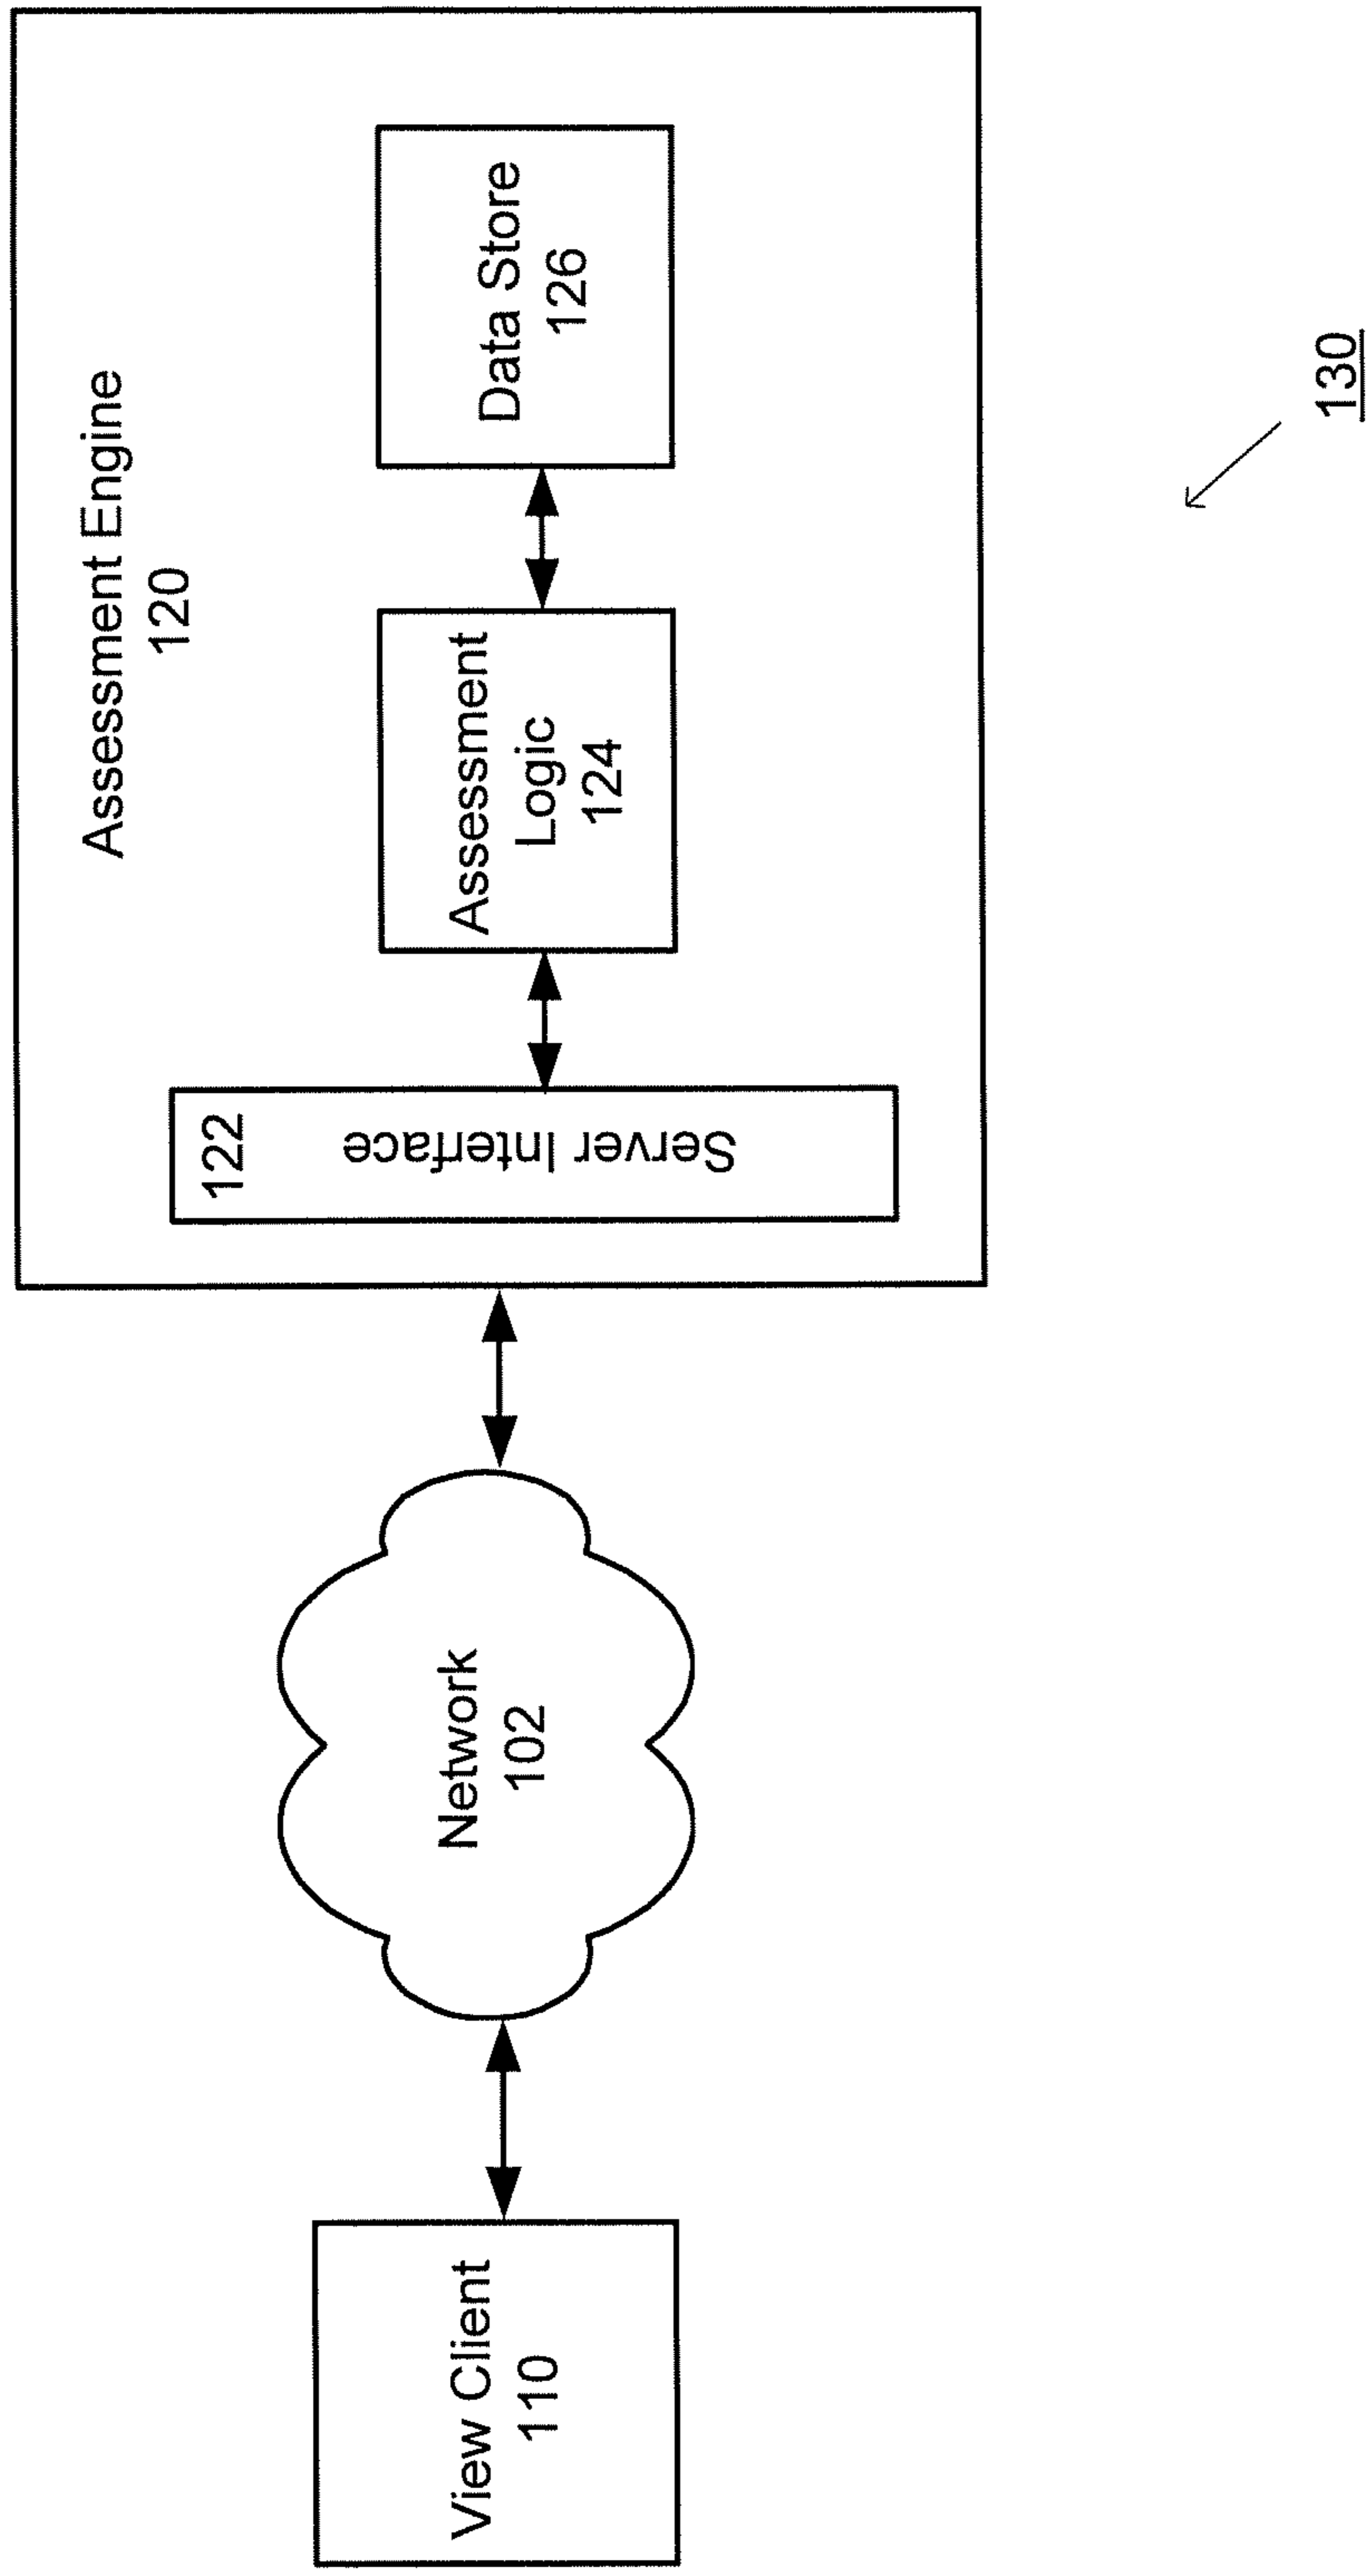 View Client
110
Network
102
Assessment Engine
120
122
Server Interface
Assessment
Logic
124
Data Store
126
130